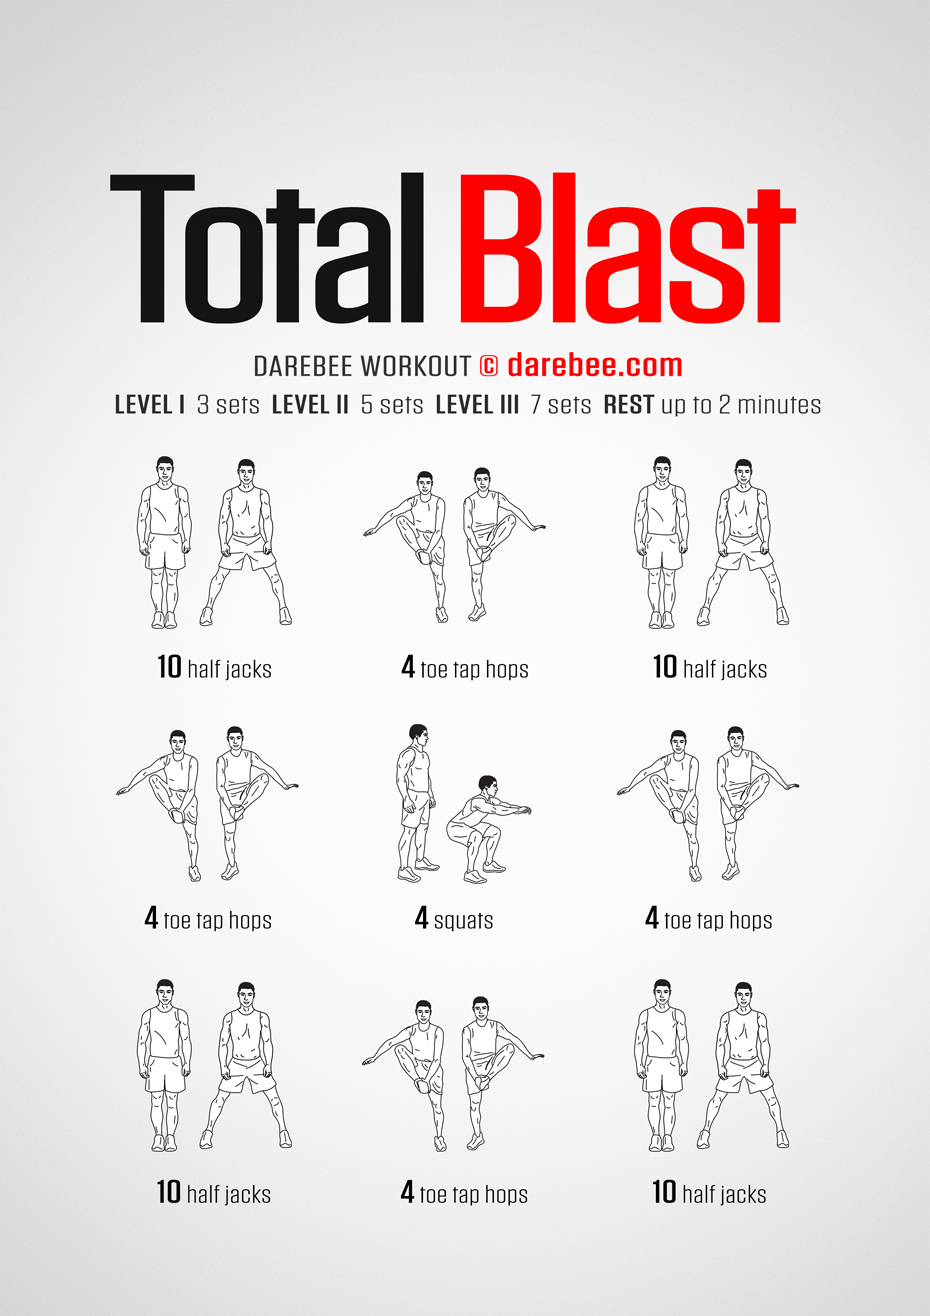 Total Blast
DAREBEE WORKOUT © darebee.com
LEVEL I 3 sets LEVEL II 5 sets LEVEL III 7 sets REST up to 2 minutes
10 half jacks
4 toe tap hops
10 half jacks
4 toe tap hops
4 squats
4 toe tap hops
10 half jacks
4 toe tap hops
10 half jacks